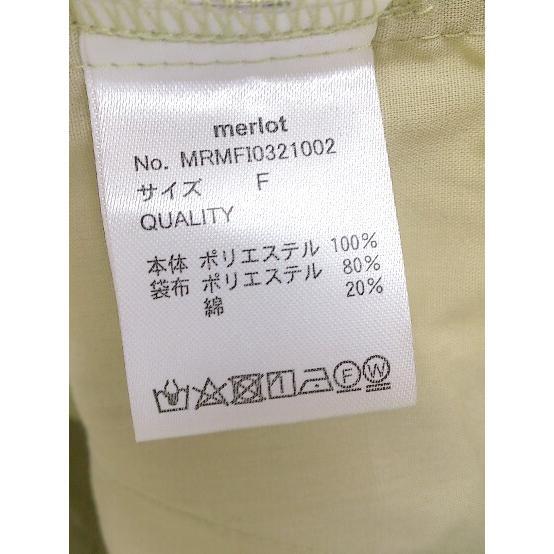 merlot
No. MRMFI0321002
サイズ F
QUALITY
本体 ポリエステル 100%
袋布 ポリエステル 80%
綿 20%
F W